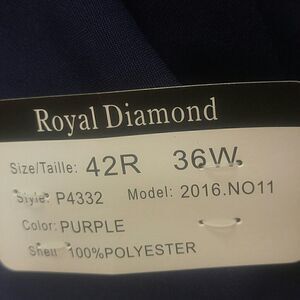 Royal Diamond
Size/Taille: 42R 36W.
Style: P4332 Model: 2016.NO11
Color: PURPLE
Shell 100%POLYESTER